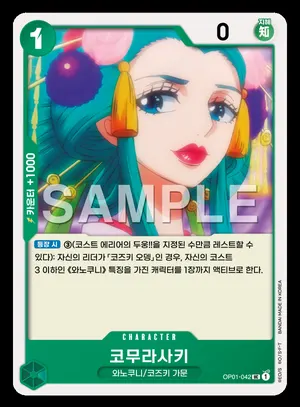 1
0
지혜
知
카운터 +1000
SAMPLE
등장 시 ③(코스트 에리어의 두웅!!을 지정된 수만큼 레스트할 수
있다): 자신의 리더가 「코즈키 오뎅」인 경우, 자신의 코스트
3 이하인 《와노쿠니》 특징을 가진 캐릭터를 1장까지 액티브로 한다.
CHARACTER
코무라사키
와노쿠니/코즈키 가문
OP01-042 UC 1
BANDAI MADE IN KOREA